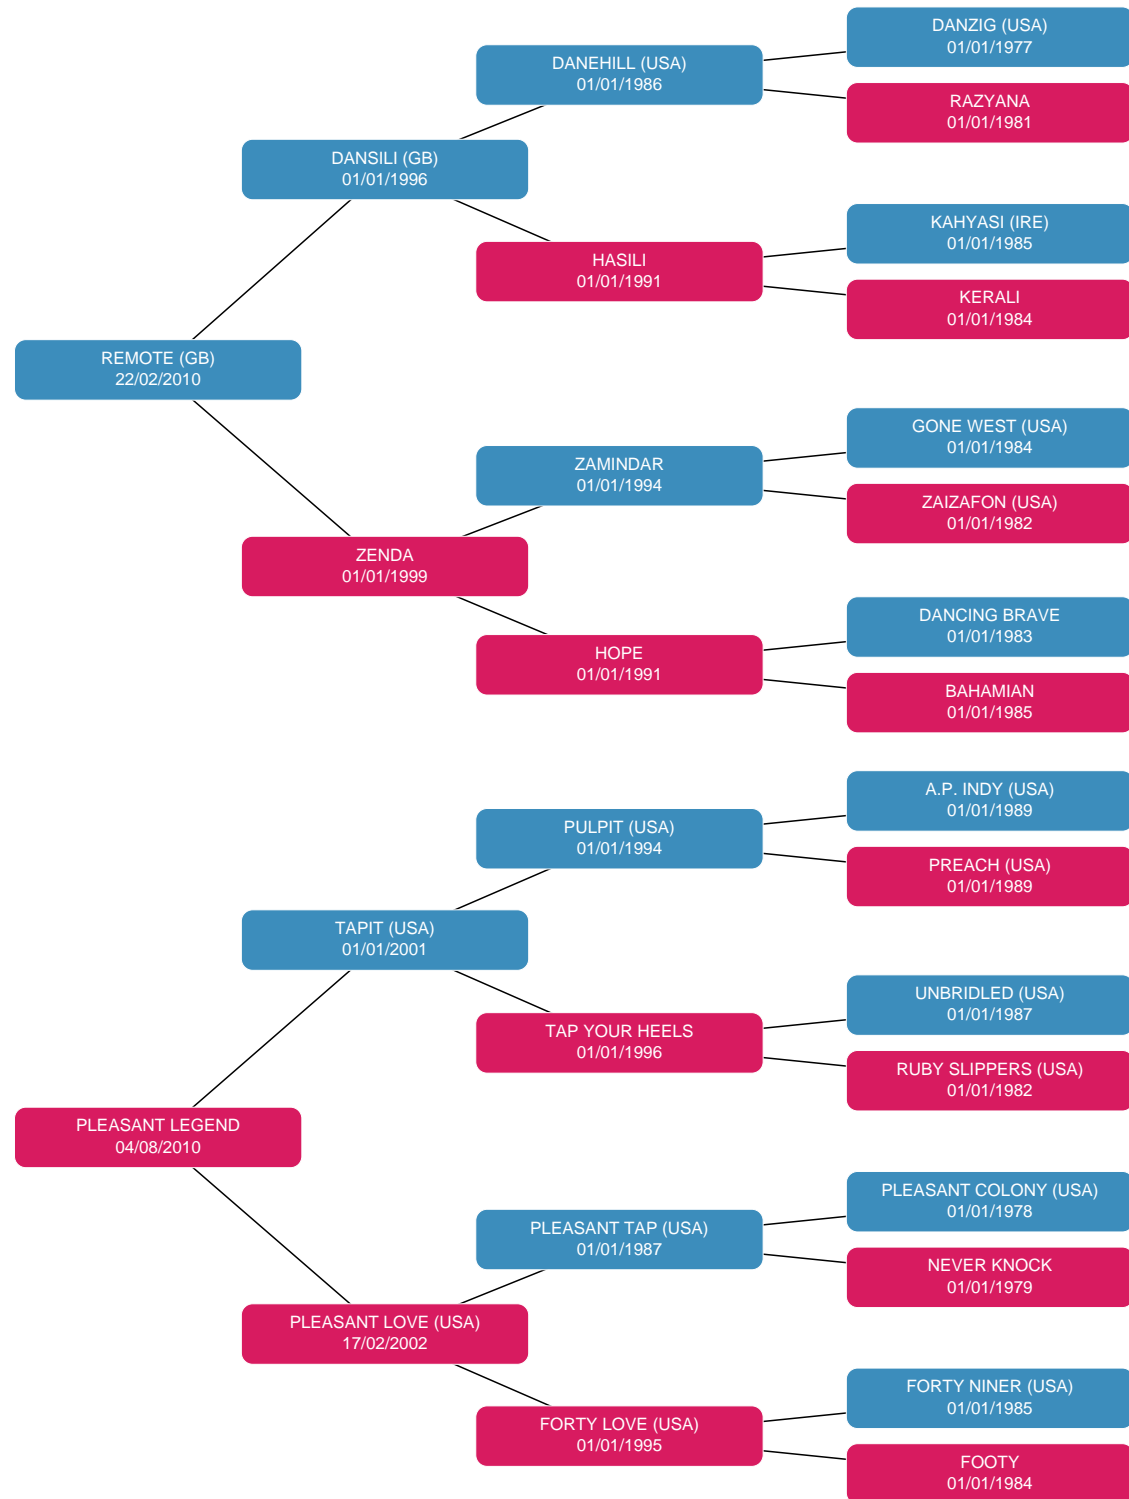 DANZIG (USA)
01/01/1977
DANEHILL (USA)
01/01/1986
RAZYANA
01/01/1981
DANSILI (GB)
01/01/1996
KAHYASI (IRE)
01/01/1985
HASILI
01/01/1991
KERALI
01/01/1984
REMOTE (GB)
22/02/2010
GONE WEST (USA)
01/01/1984
ZAMINDAR
01/01/1994
ZAIZAFON (USA)
01/01/1982
ZENDA
01/01/1999
DANCING BRAVE
01/01/1983
HOPE
01/01/1991
BAHAMIAN
01/01/1985
A.P. INDY (USA)
01/01/1989
PULPIT (USA)
01/01/1994
PREACH (USA)
01/01/1989
TAPIT (USA)
01/01/2001
UNBRIDLED (USA)
01/01/1987
TAP YOUR HEELS
01/01/1996
RUBY SLIPPERS (USA)
01/01/1982
PLEASANT LEGEND
04/08/2010
PLEASANT COLONY (USA)
01/01/1978
PLEASANT TAP (USA)
01/01/1987
NEVER KNOCK
01/01/1979
PLEASANT LOVE (USA)
17/02/2002
FORTY NINER (USA)
01/01/1985
FORTY LOVE (USA)
01/01/1995
FOOTY
01/01/1984